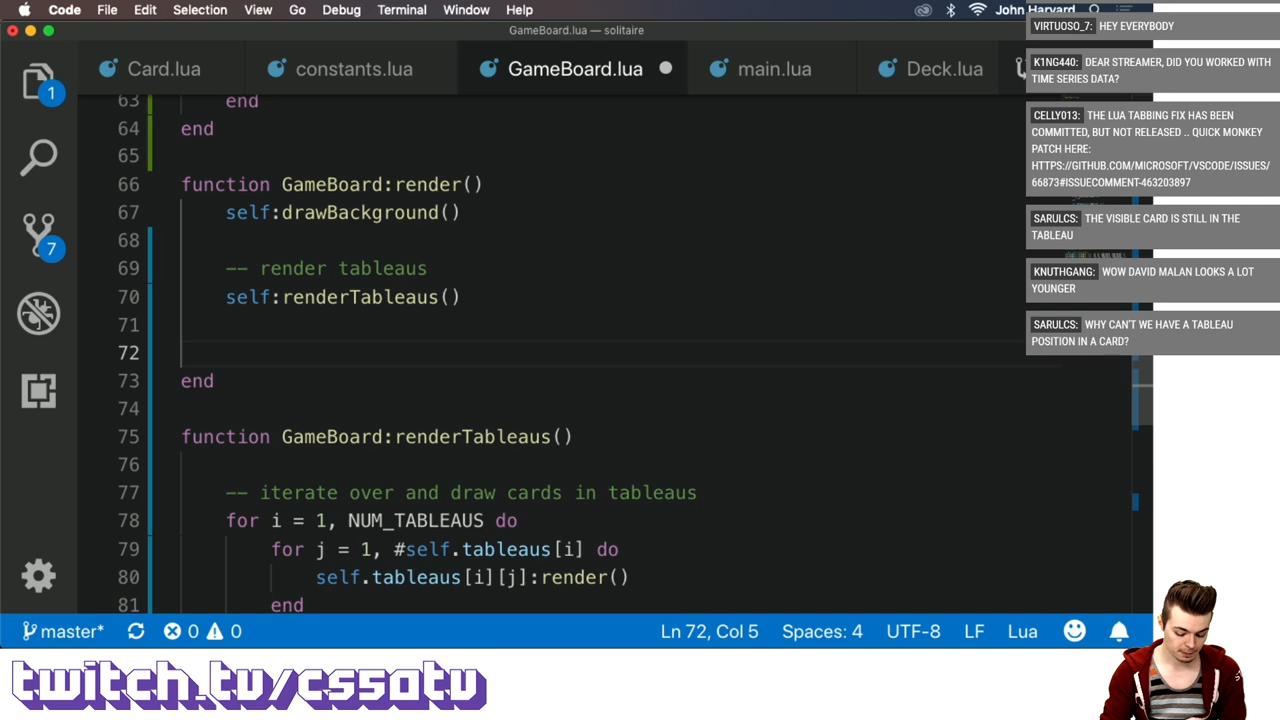 Code File Edit Selection View Go Debug Terminal Window Help John Harvard
GameBoard.lua — solitaire
Card.lua constants.lua GameBoard.lua main.lua Deck.lua
63 end
64 end
65
66 function GameBoard:render()
67 self:drawBackground()
68
69 -- render tableaus
70 self:renderTableaus()
71
72
73 end
74
75 function GameBoard:renderTableaus()
76
77 -- iterate over and draw cards in tableaus
78 for i = 1, NUM_TABLEAUS do
79 for j = 1, #self.tableaus[i] do
80 self.tableaus[i][j]:render()
81 end
1
7
master* 0 0 Ln 72, Col 5 Spaces: 4 UTF-8 LF Lua
VIRTUOSO_7: HEY EVERYBODY
K1NG440: DEAR STREAMER, DID YOU WORKED WITH
TIME SERIES DATA?
CELLY013: THE LUA TABBING FIX HAS BEEN
COMMITTED, BUT NOT RELEASED .. QUICK MONKEY
PATCH HERE:
HTTPS://GITHUB.COM/MICROSOFT/VSCODE/ISSUES/
66873#ISSUECOMMENT-463203897
SARULCS: THE VISIBLE CARD IS STILL IN THE
TABLEAU
KNUTHGANG: WOW DAVID MALAN LOOKS A LOT
YOUNGER
SARULCS: WHY CAN'T WE HAVE A TABLEAU
POSITION IN A CARD?
twitch.tv/cs50tv